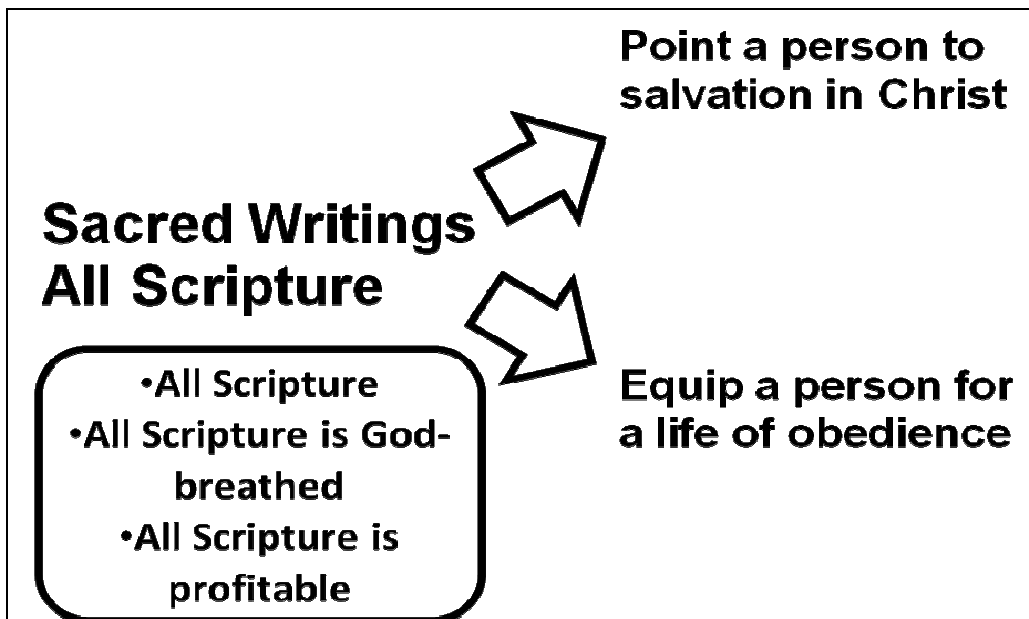 Point a person to
salvation in Christ
Sacred Writings
All Scripture
Equip a person for
a life of obedience
•All Scripture
•All Scripture is God-
breathed
•All Scripture is
profitable